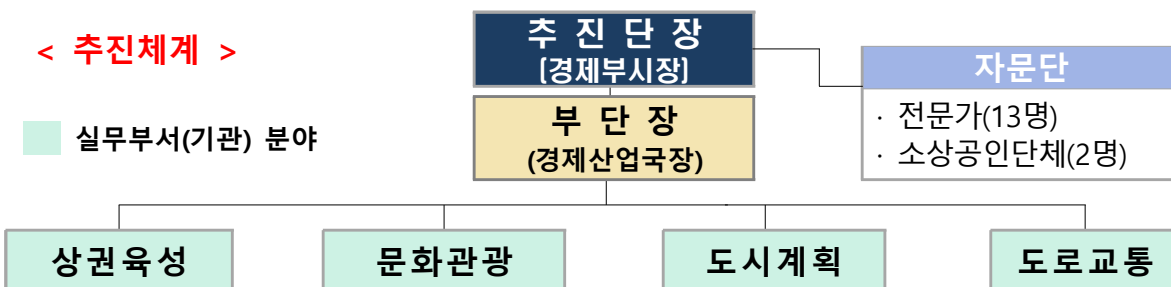 < 추진체계 >
실무부서(기관) 분야
추 진 단 장
(경제부시장)
부 단 장
(경제산업국장)
자문단
· 전문가(13명)
· 소상공인단체(2명)
상권육성
문화관광
도시계획
도로교통